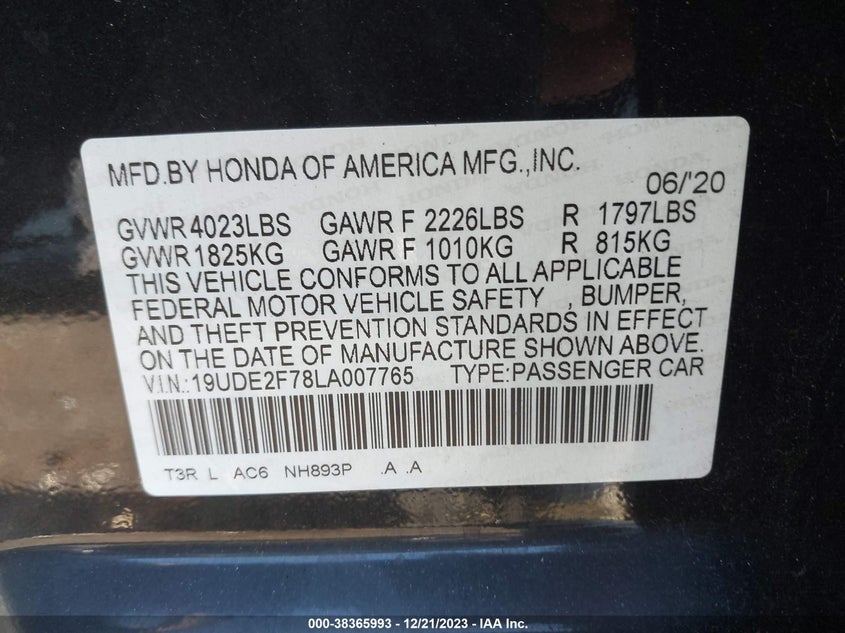 MFD.BY HONDA OF AMERICA MFG.,INC.
06/'20
GVWR 4023LBS GAWR F 2226LBS R 1797LBS
GVWR 1825KG GAWR F 1010KG R 815KG
THIS VEHICLE CONFORMS TO ALL APPLICABLE
FEDERAL MOTOR VEHICLE SAFETY , BUMPER,
AND THEFT PREVENTION STANDARDS IN EFFECT
ON THE DATE OF MANUFACTURE SHOWN ABOVE.
V.I.N.:19UDE2F78LA007765 TYPE:PASSENGER CAR
T3R L AC6 NH893P .A .A
000-38365993 - 12/21/2023 - IAA Inc.